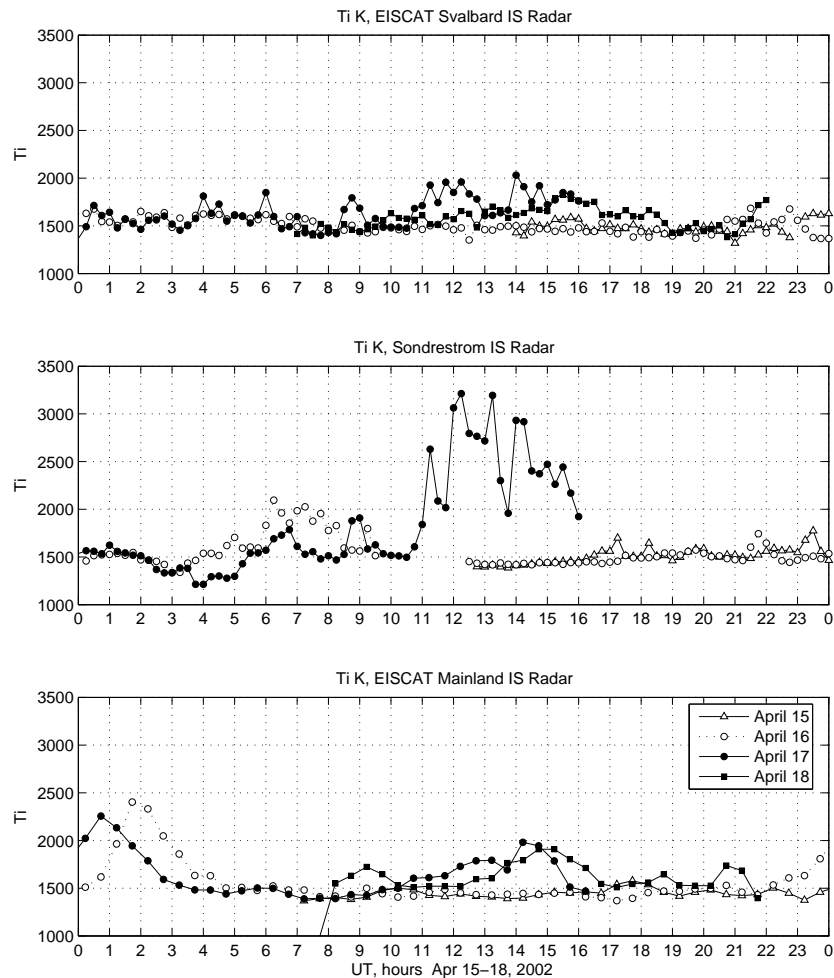 Ti K, EISCAT Svalbard IS Radar
3500
3000
2500
2000
1500
1000
Ti
0 1 2 3 4 5 6 7 8 9 10 11 12 13 14 15 16 17 18 19 20 21 22 23 0
Ti K, Sondrestrom IS Radar
3500
3000
2500
2000
1500
1000
Ti
0 1 2 3 4 5 6 7 8 9 10 11 12 13 14 15 16 17 18 19 20 21 22 23 0
Ti K, EISCAT Mainland IS Radar
3500
3000
2500
2000
1500
1000
Ti
April 15
April 16
April 17
April 18
0 1 2 3 4 5 6 7 8 9 10 11 12 13 14 15 16 17 18 19 20 21 22 23 0
UT, hours Apr 15–18, 2002